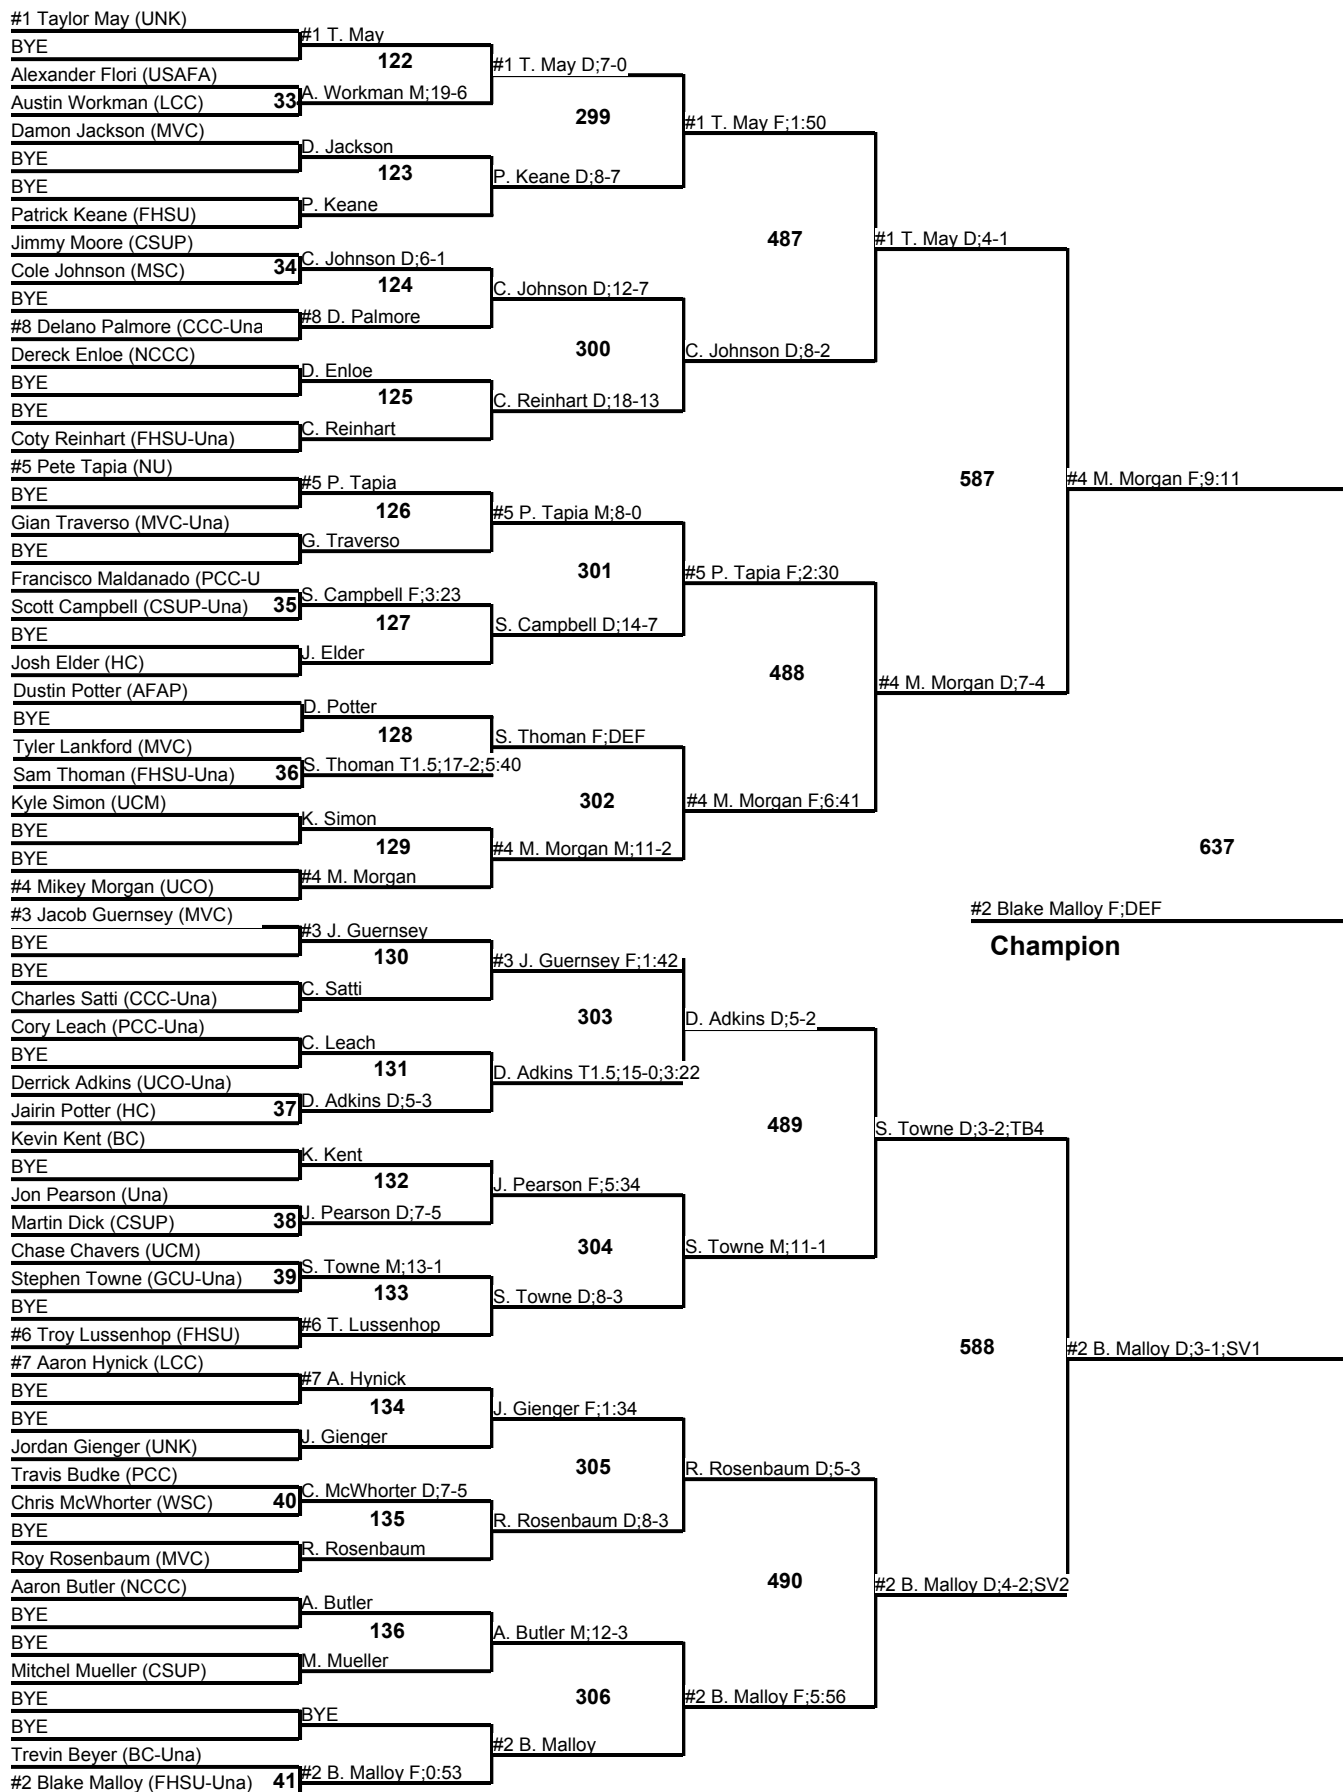 #1 Taylor May (UNK)
#1 T. May
BYE
122
#1 T. May D;7-0
Alexander Flori (USAFA)
Austin Workman (LCC) 33
A. Workman M;19-6
299
#1 T. May F;1:50
Damon Jackson (MVC)
D. Jackson
BYE
123
P. Keane D;8-7
BYE
P. Keane
Patrick Keane (FHSU)
487
#1 T. May D;4-1
Jimmy Moore (CSUP)
C. Johnson D;6-1
Cole Johnson (MSC) 34
124
C. Johnson D;12-7
BYE
#8 D. Palmore
#8 Delano Palmore (CCC-Una
300
C. Johnson D;8-2
Dereck Enloe (NCCC)
D. Enloe
BYE
125
C. Reinhart D;18-13
BYE
C. Reinhart
Coty Reinhart (FHSU-Una)
587
#4 M. Morgan F;9:11
#5 Pete Tapia (NU)
#5 P. Tapia
BYE
126
#5 P. Tapia M;8-0
Gian Traverso (MVC-Una)
G. Traverso
BYE
301
#5 P. Tapia F;2:30
Francisco Maldanado (PCC-U
S. Campbell F;3:23
Scott Campbell (CSUP-Una) 35
127
S. Campbell D;14-7
BYE
J. Elder
Josh Elder (HC)
488
#4 M. Morgan D;7-4
Dustin Potter (AFAP)
D. Potter
BYE
128
S. Thoman F;DEF
Tyler Lankford (MVC)
S. Thoman T1.5;17-2;5:40
Sam Thoman (FHSU-Una) 36
302
#4 M. Morgan F;6:41
Kyle Simon (UCM)
K. Simon
BYE
129
#4 M. Morgan M;11-2
BYE
#4 M. Morgan
#4 Mikey Morgan (UCO)
637
#2 Blake Malloy F;DEF
Champion
#3 Jacob Guernsey (MVC)
#3 J. Guernsey
BYE
130
#3 J. Guernsey F;1:42
BYE
C. Satti
Charles Satti (CCC-Una)
303
D. Adkins D;5-2
Cory Leach (PCC-Una)
C. Leach
BYE
131
D. Adkins T1.5;15-0;3:22
Derrick Adkins (UCO-Una)
D. Adkins D;5-3
Jairin Potter (HC) 37
489
S. Towne D;3-2;TB4
Kevin Kent (BC)
K. Kent
BYE
132
J. Pearson F;5:34
Jon Pearson (Una)
J. Pearson D;7-5
Martin Dick (CSUP) 38
304
S. Towne M;11-1
Chase Chavers (UCM)
S. Towne M;13-1
Stephen Towne (GCU-Una) 39
133
S. Towne D;8-3
BYE
#6 T. Lussenhop
#6 Troy Lussenhop (FHSU)
588
#2 B. Malloy D;3-1;SV1
#7 Aaron Hynick (LCC)
#7 A. Hynick
BYE
134
J. Gienger F;1:34
BYE
J. Gienger
Jordan Gienger (UNK)
305
R. Rosenbaum D;5-3
Travis Budke (PCC)
C. McWhorter D;7-5
Chris McWhorter (WSC) 40
135
R. Rosenbaum D;8-3
BYE
R. Rosenbaum
Roy Rosenbaum (MVC)
490
#2 B. Malloy D;4-2;SV2
Aaron Butler (NCCC)
A. Butler
BYE
136
A. Butler M;12-3
BYE
M. Mueller
Mitchel Mueller (CSUP)
306
#2 B. Malloy F;5:56
BYE
BYE
BYE
#2 B. Malloy
Trevin Beyer (BC-Una)
#2 B. Malloy F;0:53
#2 Blake Malloy (FHSU-Una) 41